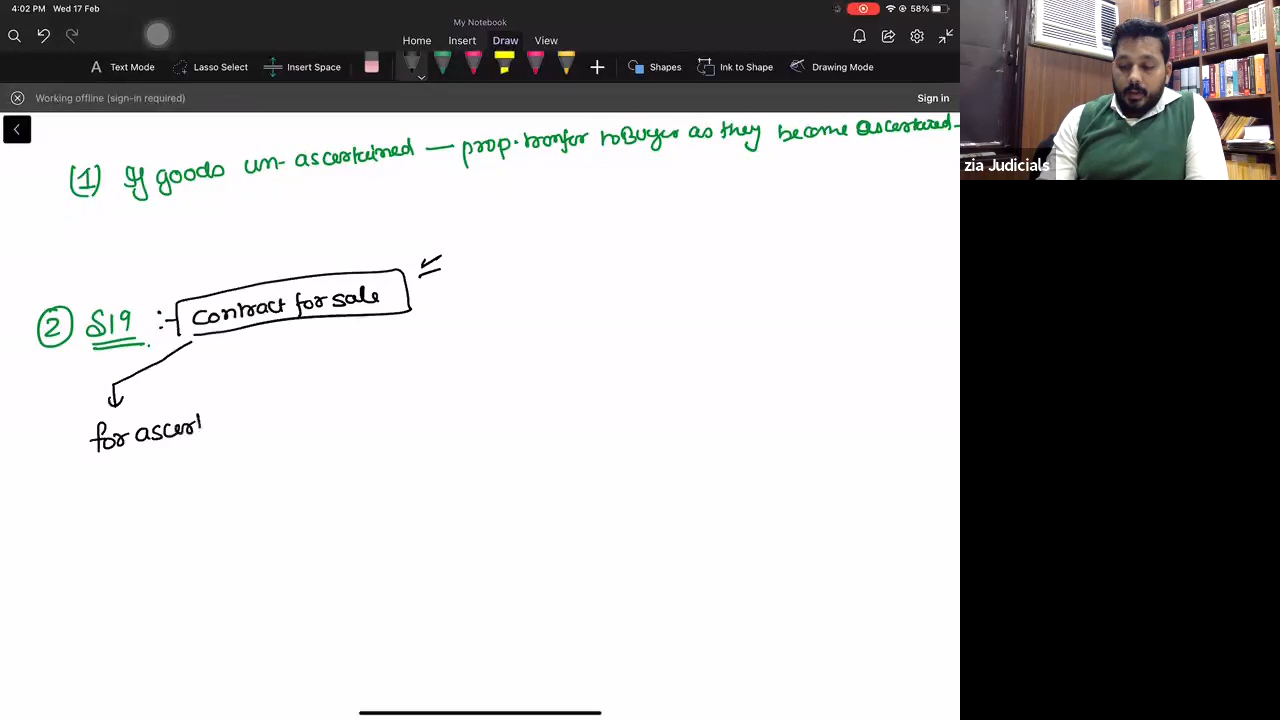 4:02 PM Wed 17 Feb
58%
My Notebook
Home Insert Draw View
Text Mode Lasso Select Insert Space Shapes Ink to Shape Drawing Mode
Working offline (sign-in required) Sign in
(1) If goods un-ascertained — prop. tronfor to Buyer as they become ascertained-
zia Judicials
② S19 :- Contract for sale
for ascert